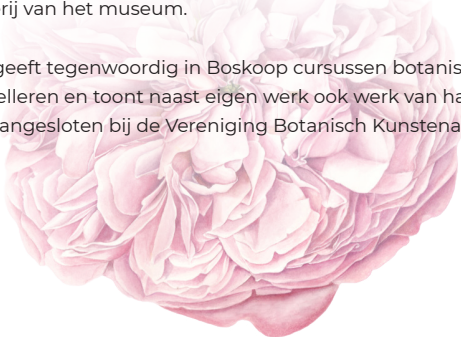 rij van het museum.
geeft tegenwoordig in Boskoop cursussen botanis
elleren en toont naast eigen werk ook werk van ha
angesloten bij de Vereniging Botanisch Kunstena